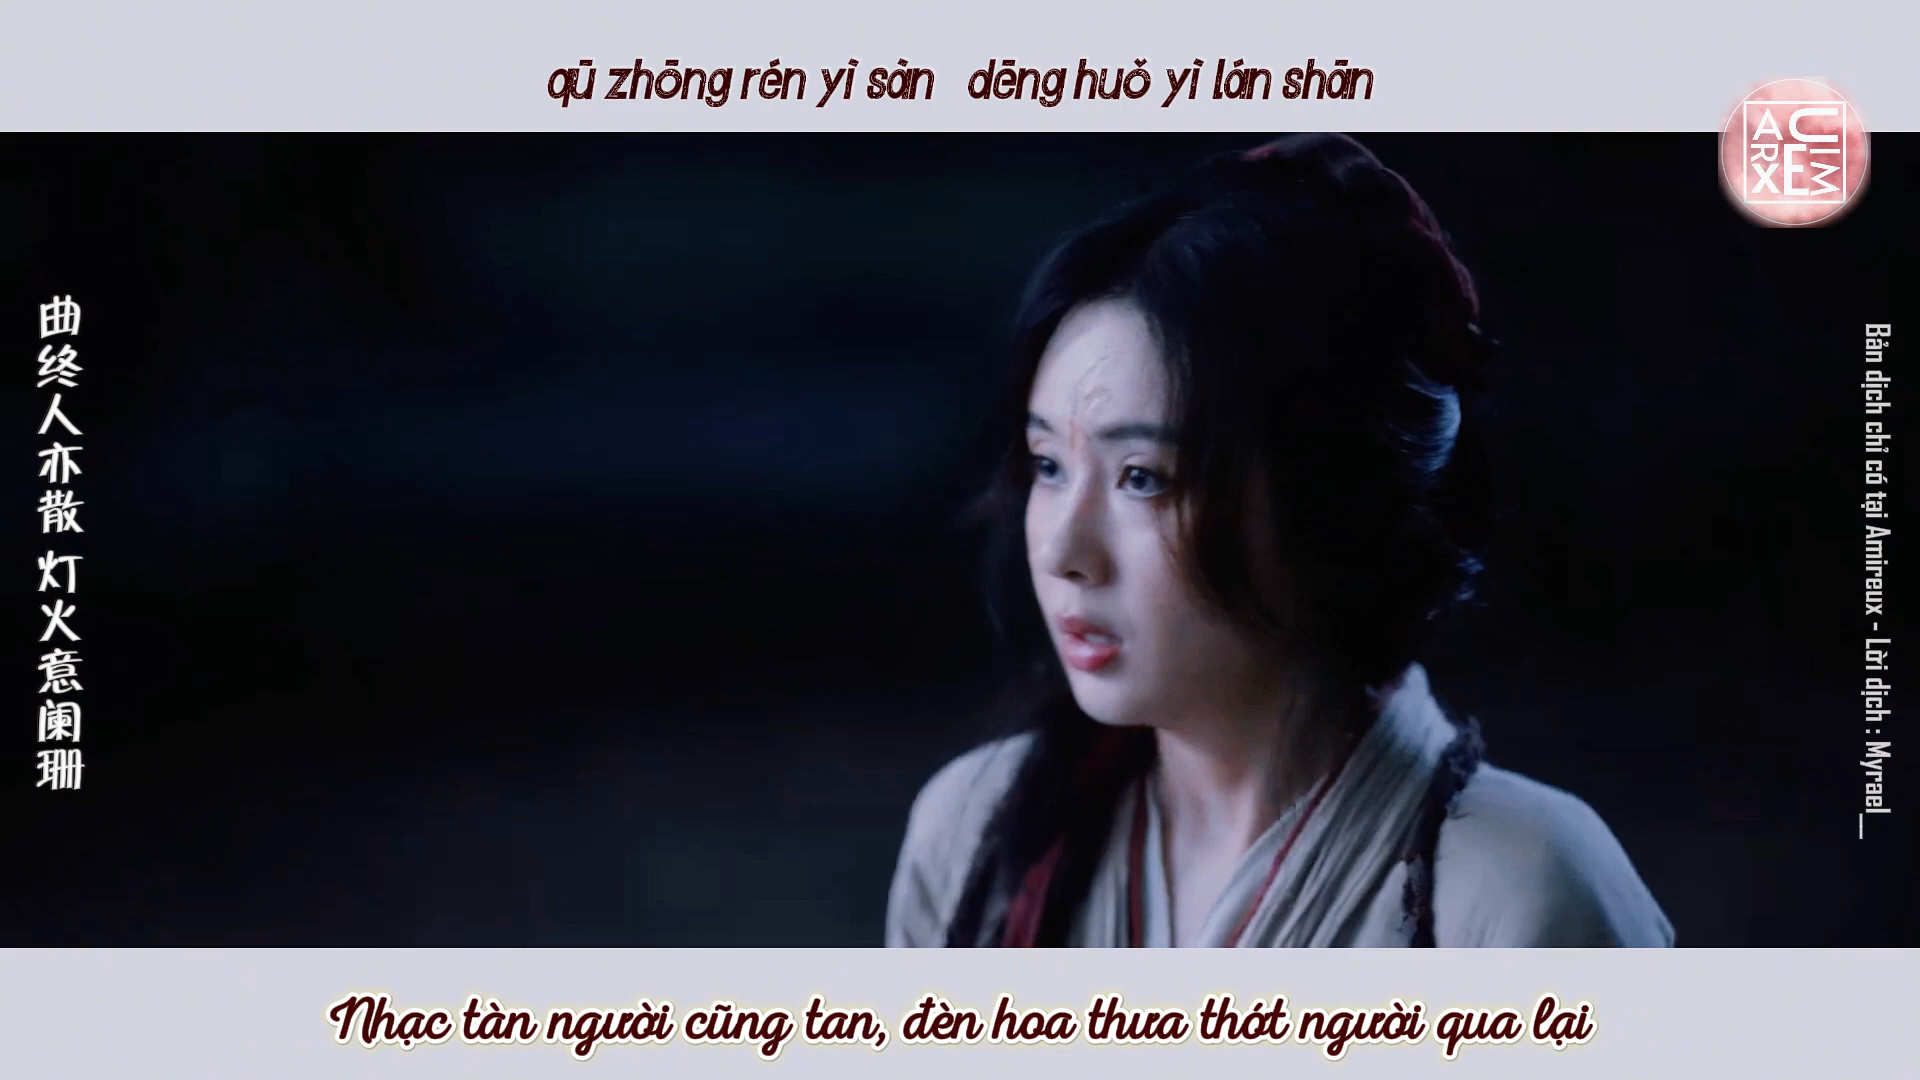 qū zhōng rén yì sàn dēng huǒ yì lán shān
A CU
R E IM
X
曲终人亦散 灯火意阑珊
Bản dịch chỉ có tại Amireux - Lời dịch : Myrael_
Nhạc tàn người cũng tan, đèn hoa thưa thớt người qua lại